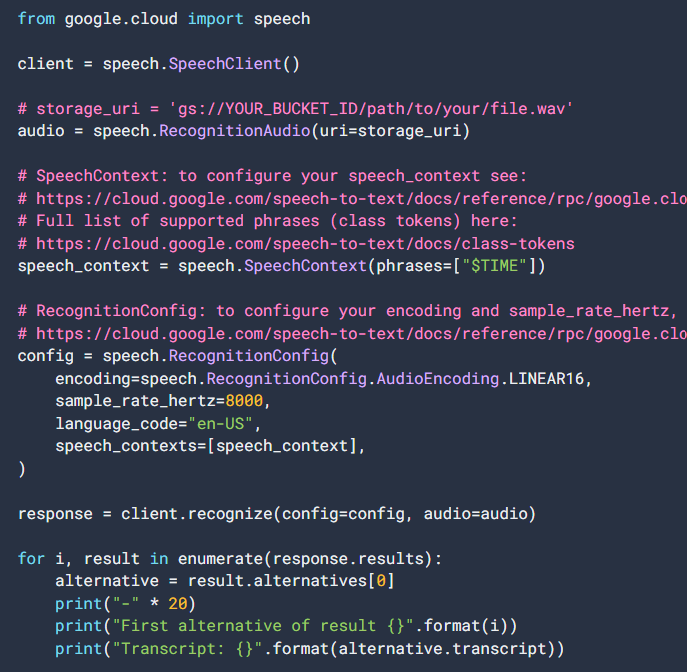 from google.cloud import speech
client = speech.SpeechClient()
# storage_uri = 'gs://YOUR_BUCKET_ID/path/to/your/file.wav'
audio = speech.RecognitionAudio(uri=storage_uri)
# SpeechContext: to configure your speech_context see:
# https://cloud.google.com/speech-to-text/docs/reference/rpc/google.clo
# Full list of supported phrases (class tokens) here:
# https://cloud.google.com/speech-to-text/docs/class-tokens
speech_context = speech.SpeechContext(phrases=["$TIME"])
# RecognitionConfig: to configure your encoding and sample_rate_hertz,
# https://cloud.google.com/speech-to-text/docs/reference/rpc/google.clo
config = speech.RecognitionConfig(
    encoding=speech.RecognitionConfig.AudioEncoding.LINEAR16,
    sample_rate_hertz=8000,
    language_code="en-US",
    speech_contexts=[speech_context],
)
response = client.recognize(config=config, audio=audio)
for i, result in enumerate(response.results):
    alternative = result.alternatives[0]
    print("-" * 20)
    print("First alternative of result {}".format(i))
    print("Transcript: {}".format(alternative.transcript))